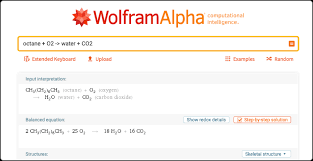 WolframAlpha computational intelligence.
octane + O2 -> water + CO2
Extended Keyboard Upload Examples Random
Input interpretation:
CH₃(CH₂)₆CH₃ octane + O₂ oxygen
⟶ H₂O water + CO₂ carbon dioxide
Balanced equation: Show redox details Step-by-step solution
2 CH₃(CH₂)₆CH₃ + 25 O₂ ⟶ 18 H₂O + 16 CO₂
Structures: Skeletal structure